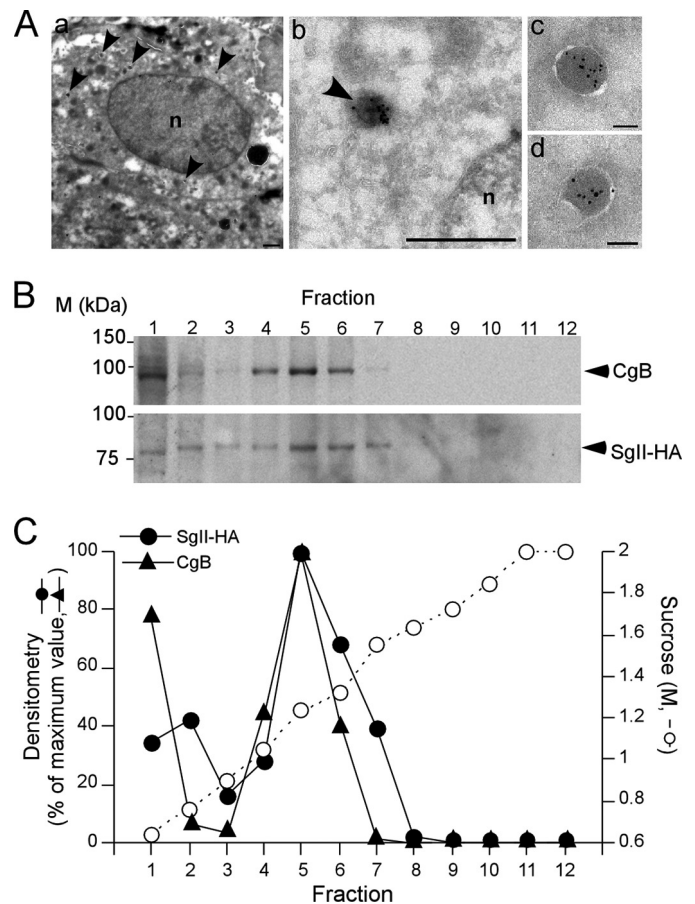 A
a
n
b
n
c
d
B
Fraction
M (kDa)
1 2 3 4 5 6 7 8 9 10 11 12
150
100
CgB
100
75
SgII-HA
C
SgII-HA
CgB
Densitometry
(% of maximum value, )
100
80
60
40
20
0
2
1.8
1.6
1.4
1.2
1
0.8
0.6
Sucrose (M, )
1 2 3 4 5 6 7 8 9 10 11 12
Fraction